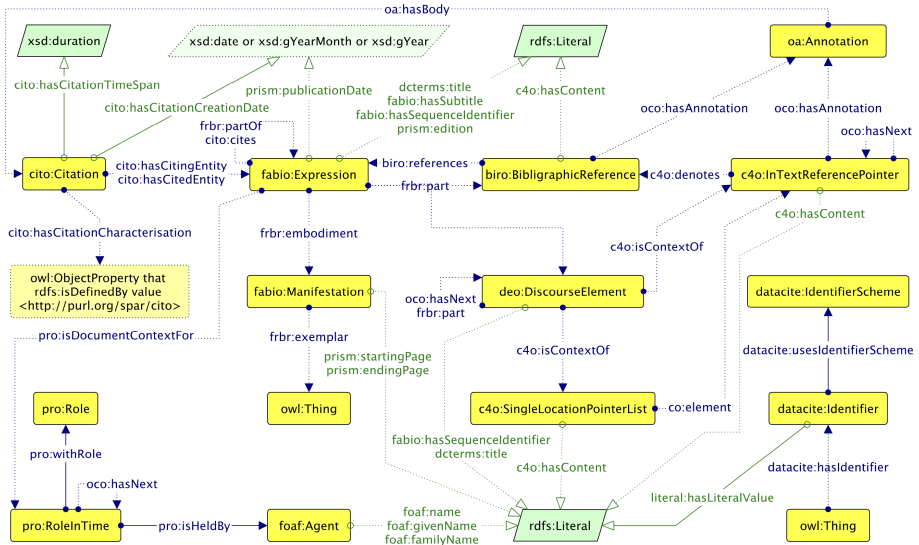 oa:hasBody
xsd:duration
xsd:date or xsd:gYearMonth or xsd:gYear
rdfs:Literal
oa:Annotation
cito:hasCitationTimeSpan
cito:hasCitationCreationDate
prism:publicationDate
dcterms:title
fabio:hasSubtitle
fabio:hasSequenceIdentifier
prism:edition
c4o:hasContent
oco:hasAnnotation
oco:hasAnnotation
oco:hasNext
frbr:partOf
cito:cites
cito:Citation
cito:hasCitingEntity
cito:hasCitedEntity
fabio:Expression
biro:references
frbr:part
biro:BibligraphicReference
c4o:denotes
c4o:InTextReferencePointer
c4o:hasContent
cito:hasCitationCharacterisation
frbr:embodiment
c4o:isContextOf
owl:ObjectProperty that
rdfs:isDefinedBy value
<http://purl.org/spar/cito>
fabio:Manifestation
oco:hasNext
frbr:part
deo:DiscourseElement
datacite:IdentifierScheme
pro:isDocumentContextFor
frbr:exemplar
prism:startingPage
prism:endingPage
c4o:isContextOf
datacite:usesIdentifierScheme
pro:Role
owl:Thing
c4o:SingleLocationPointerList
co:element
datacite:Identifier
pro:withRole
fabio:hasSequenceIdentifier
dcterms:title
c4o:hasContent
datacite:hasIdentifier
oco:hasNext
literal:hasLiteralValue
pro:RoleInTime
pro:isHeldBy
foaf:Agent
foaf:name
foaf:givenName
foaf:familyName
rdfs:Literal
owl:Thing